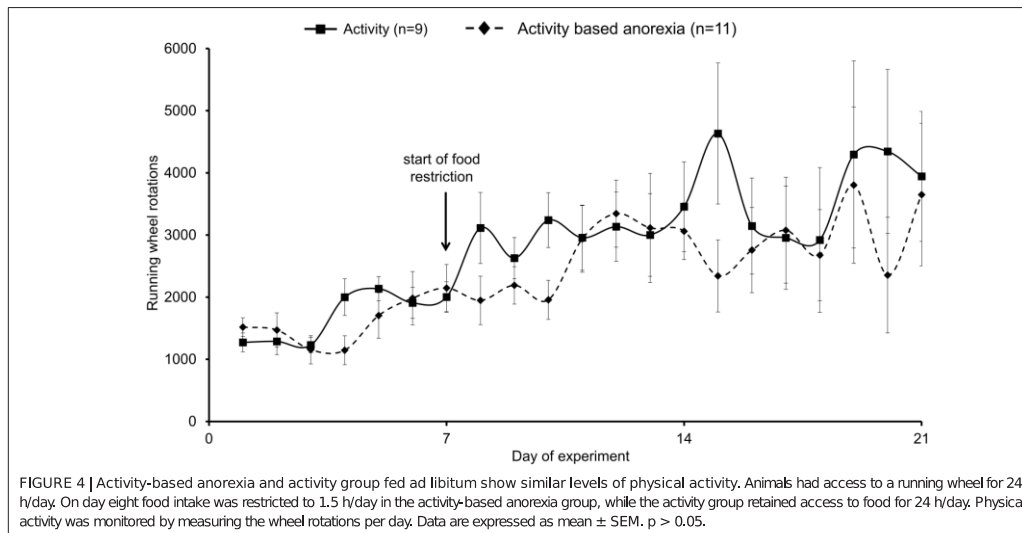 Activity (n=9) Activity based anorexia (n=11)
6000
5000
4000
3000
2000
1000
0
Running wheel rotations
start of food
restriction
0 7 14 21
Day of experiment
FIGURE 4 | Activity-based anorexia and activity group fed ad libitum show similar levels of physical activity. Animals had access to a running wheel for 24
h/day. On day eight food intake was restricted to 1.5 h/day in the activity-based anorexia group, while the activity group retained access to food for 24 h/day. Physica
activity was monitored by measuring the wheel rotations per day. Data are expressed as mean ± SEM. p > 0.05.